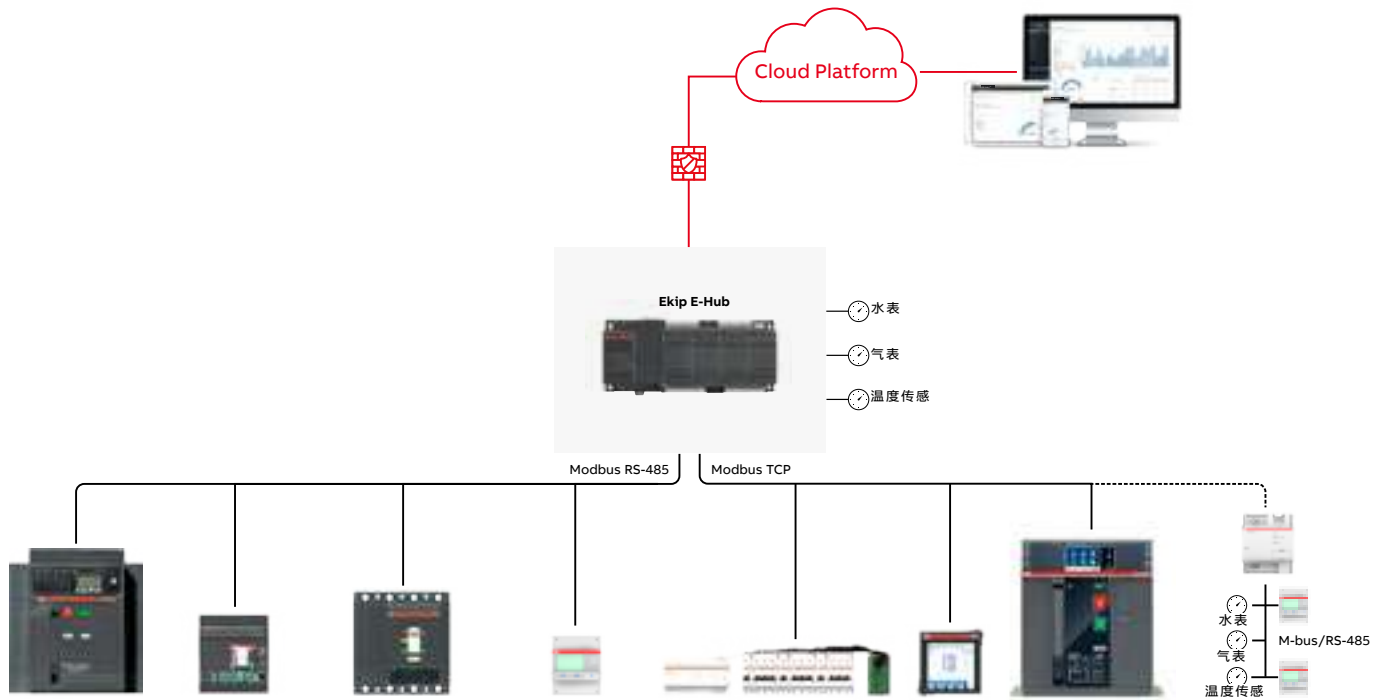 Cloud Platform
Ekip E-Hub
水表
气表
温度传感
Modbus RS-485
Modbus TCP
水表
M-bus/RS-485
气表
温度传感